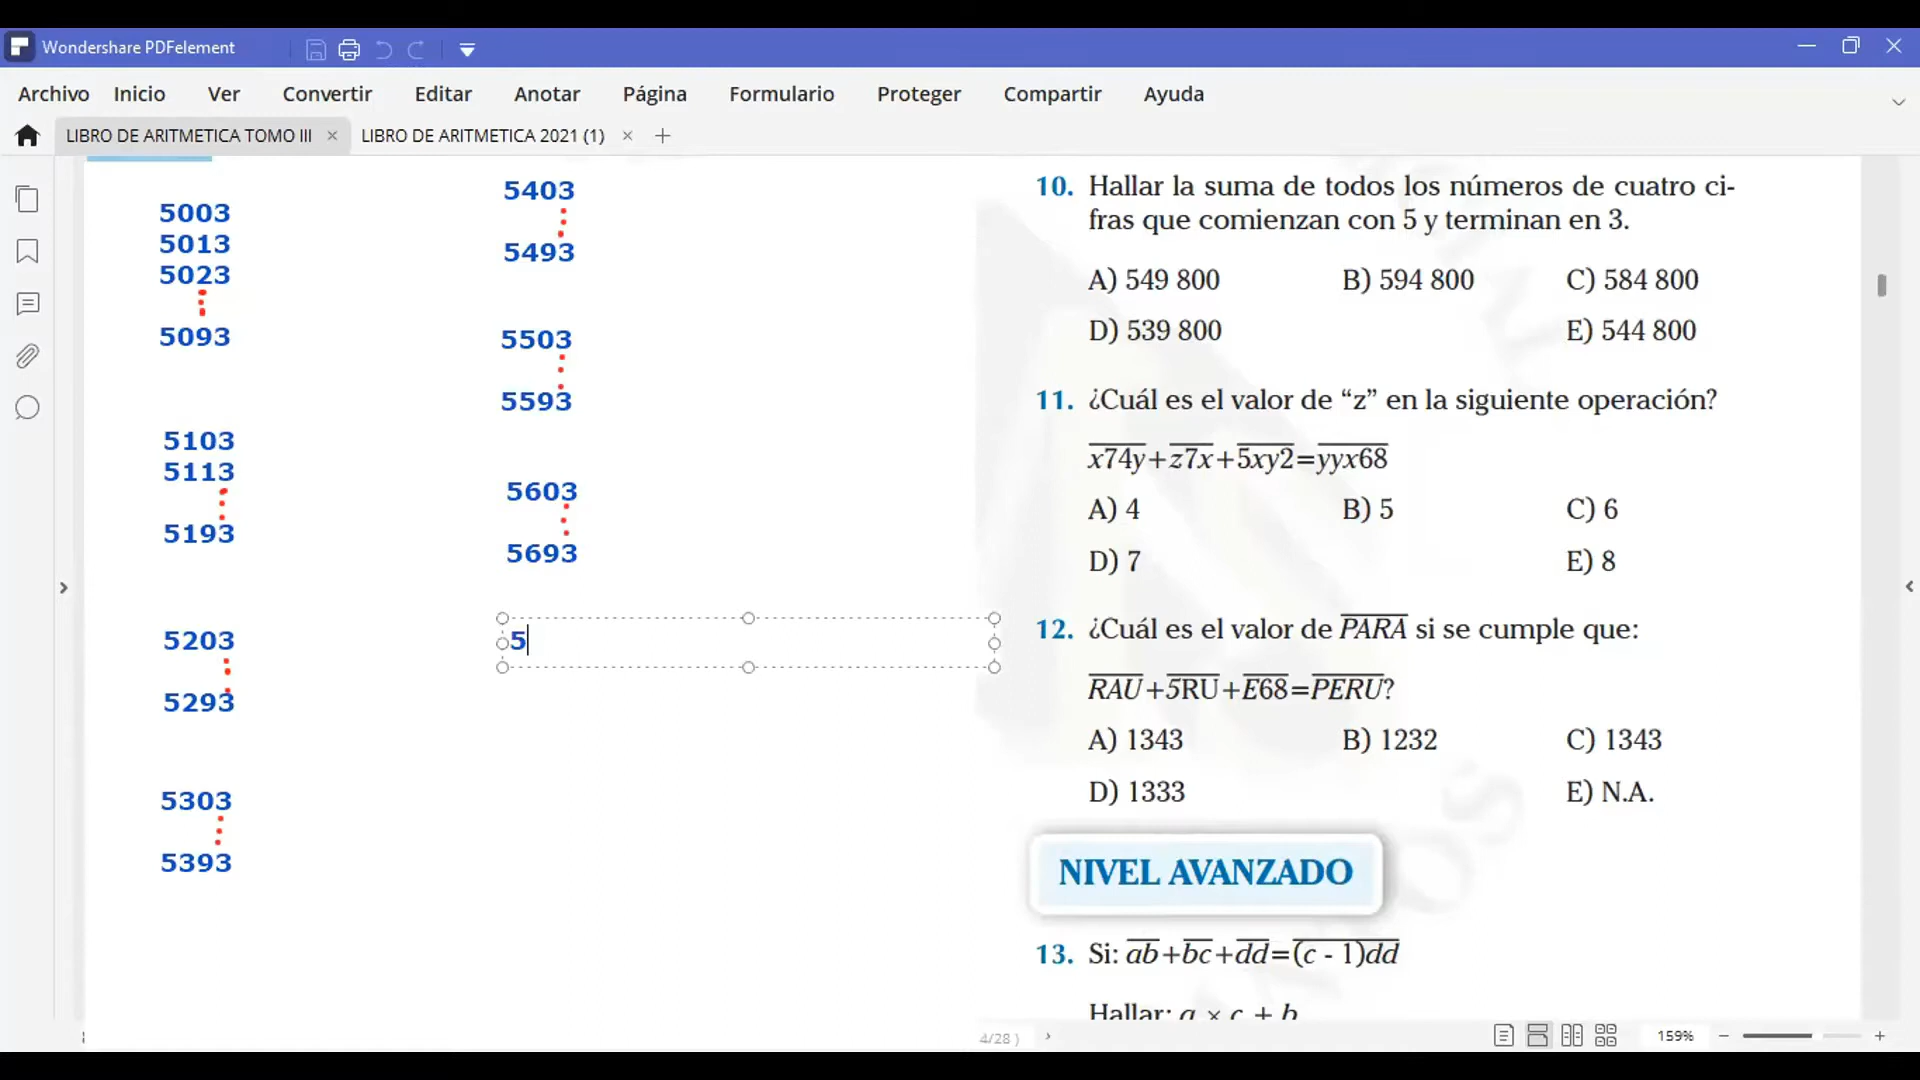 Wondershare PDFelement
Archivo Inicio Ver Convertir Editar Anotar Página Formulario Proteger Compartir Ayuda
LIBRO DE ARITMETICA TOMO III × LIBRO DE ARITMETICA 2021 (1) × +
5003
5013
5023
5093
5103
5113
5193
5203
5293
5303
5393
5403
5493
5503
5593
5603
5693
5
10. Hallar la suma de todos los números de cuatro ci-
fras que comienzan con 5 y terminan en 3.
A) 549 800 B) 594 800 C) 584 800
D) 539 800 E) 544 800
11. ¿Cuál es el valor de “z” en la siguiente operación?
x74y+z7x+5xy2=yyx68
A) 4 B) 5 C) 6
D) 7 E) 8
12. ¿Cuál es el valor de PARA si se cumple que:
RAU+5RU+E68=PERU?
A) 1343 B) 1232 C) 1343
D) 1333 E) N.A.
NIVEL AVANZADO
13. Si: ab+bc+dd=(c - 1)dd
Hallar: a × c + b
4/28 )
159%